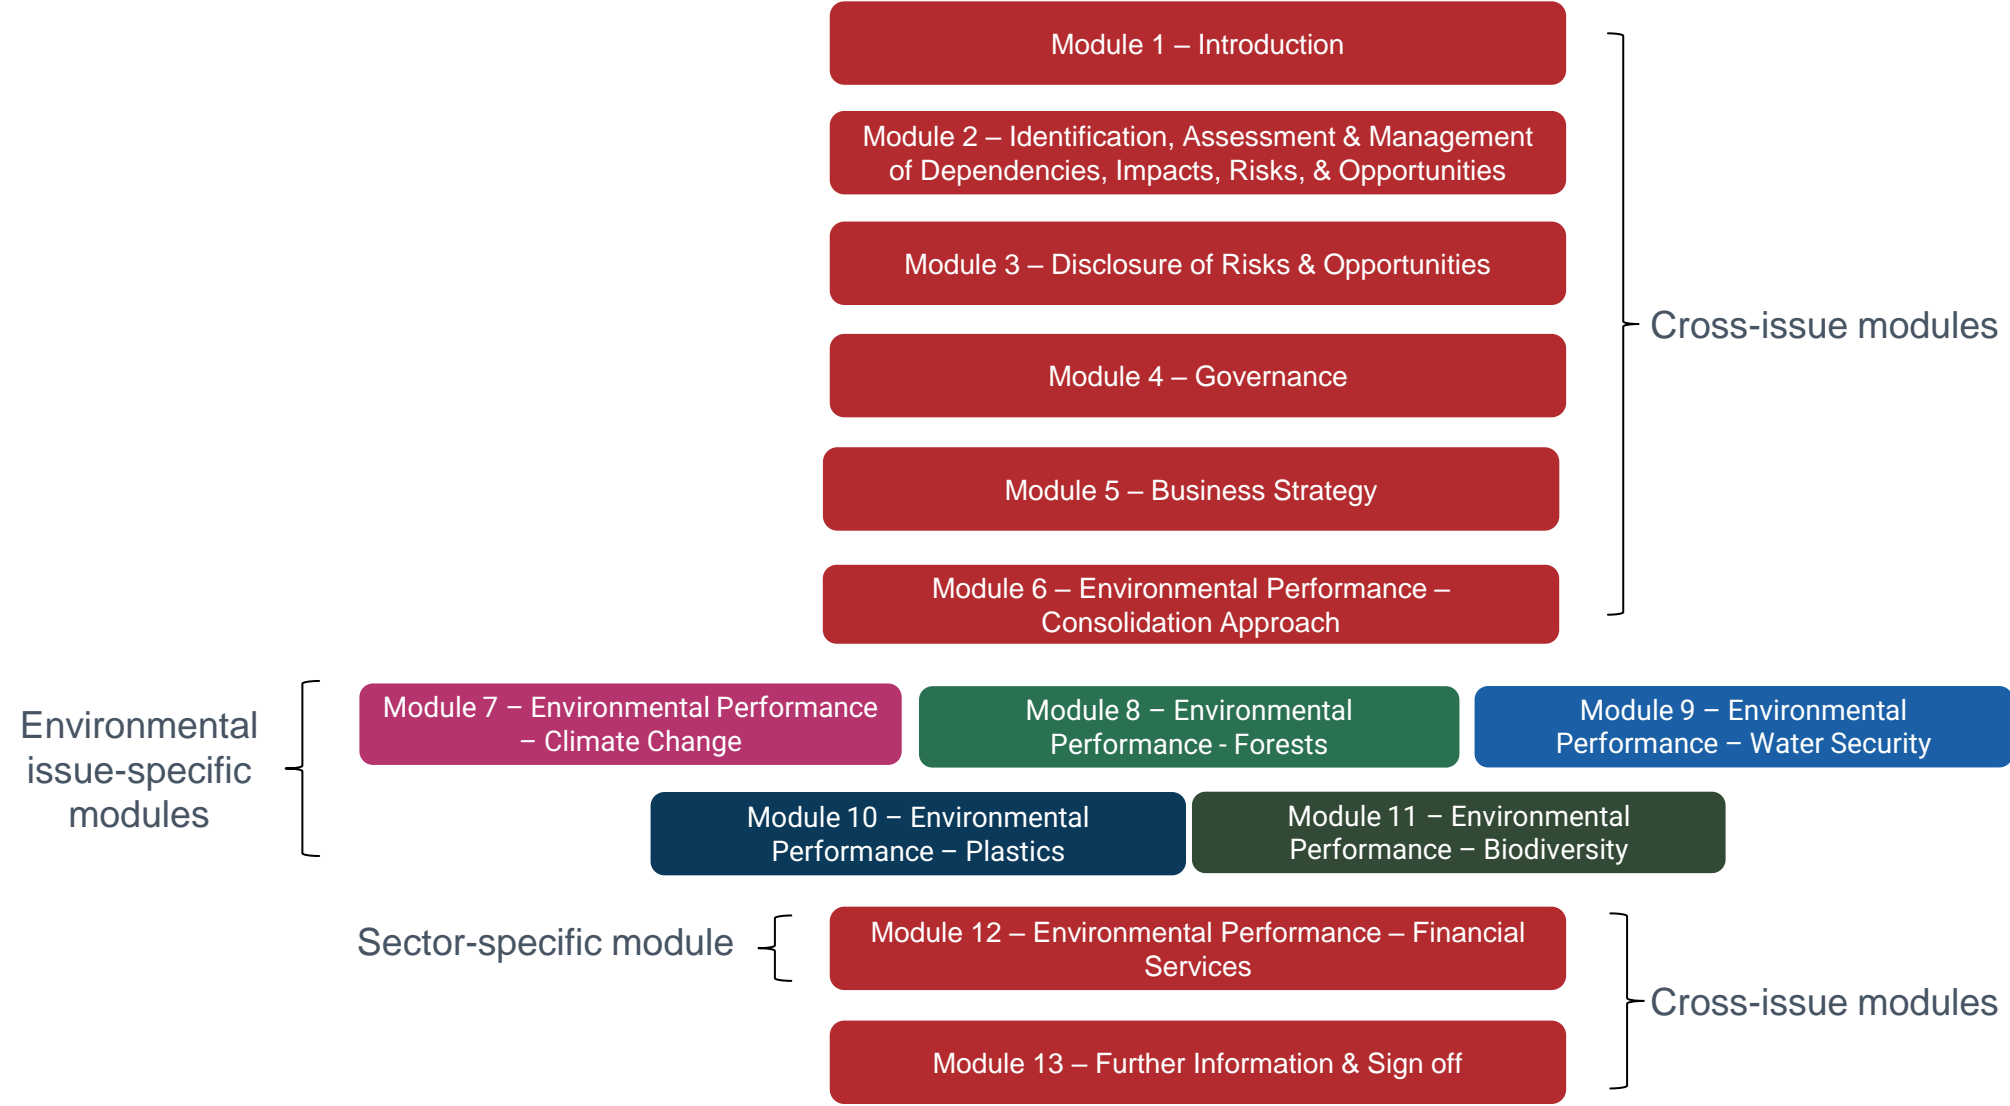 Module 1 – Introduction
Module 2 – Identification, Assessment & Management
of Dependencies, Impacts, Risks, & Opportunities
Module 3 – Disclosure of Risks & Opportunities
Cross-issue modules
Module 4 – Governance
Module 5 – Business Strategy
Module 6 – Environmental Performance –
Consolidation Approach
Environmental
issue-specific
modules
Module 7 – Environmental Performance
– Climate Change
Module 8 – Environmental
Performance - Forests
Module 9 – Environmental
Performance – Water Security
Module 10 – Environmental
Performance – Plastics
Module 11 – Environmental
Performance – Biodiversity
Sector-specific module
Module 12 – Environmental Performance – Financial
Services
Cross-issue modules
Module 13 – Further Information & Sign off